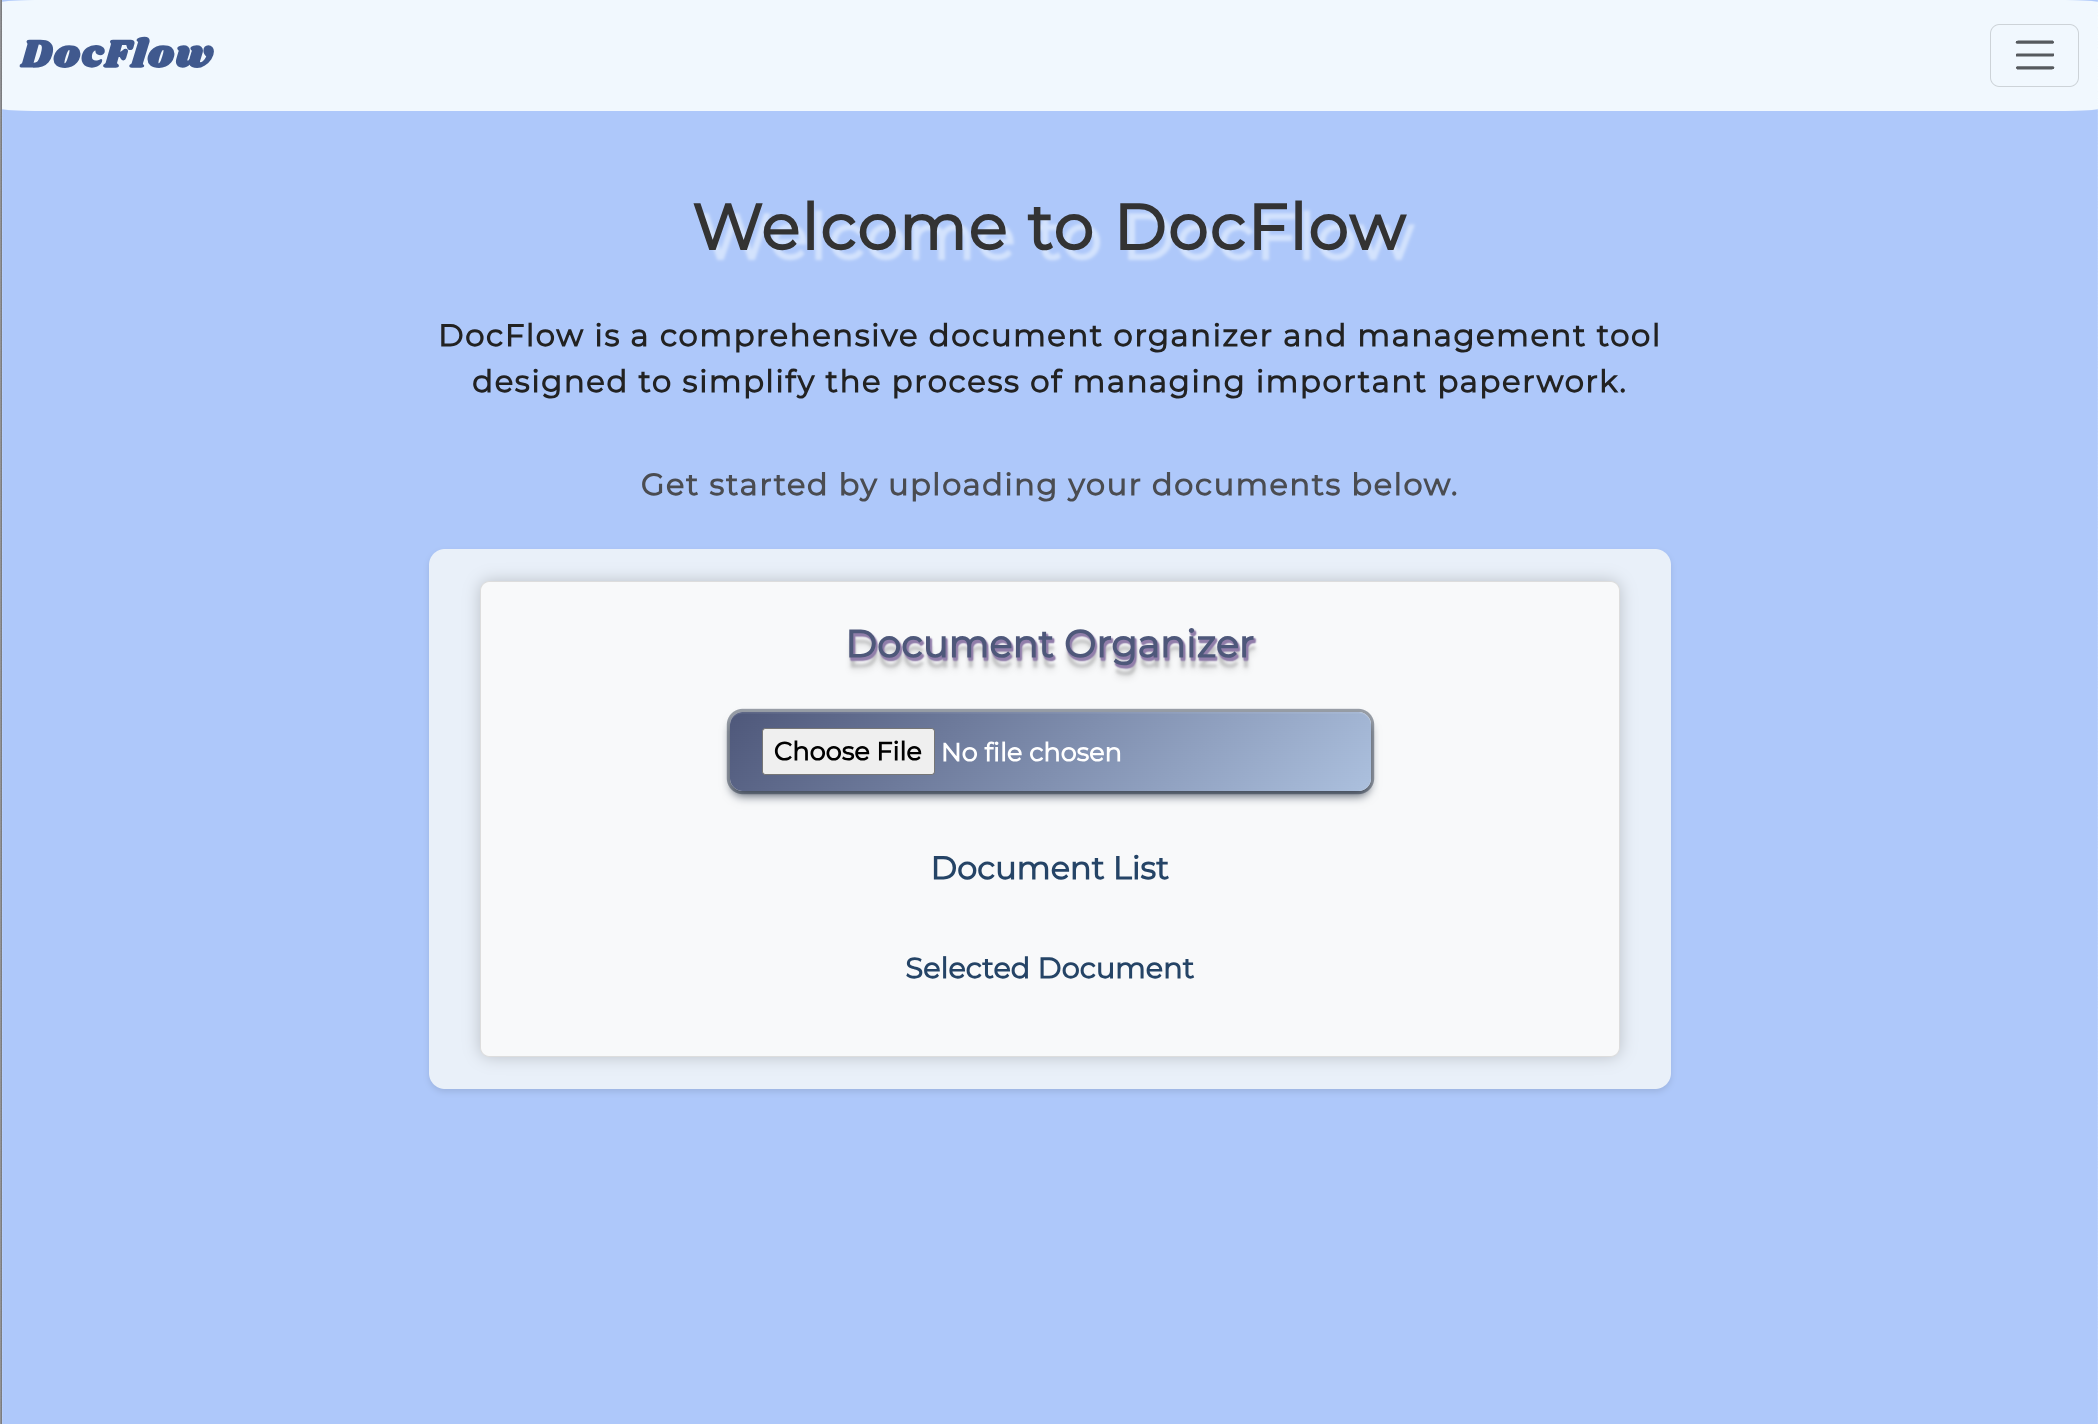 DocFlow
Welcome to DocFlow
DocFlow is a comprehensive document organizer and management tool
designed to simplify the process of managing important paperwork.
Get started by uploading your documents below.
Document Organizer
Choose File No file chosen
Document List
Selected Document